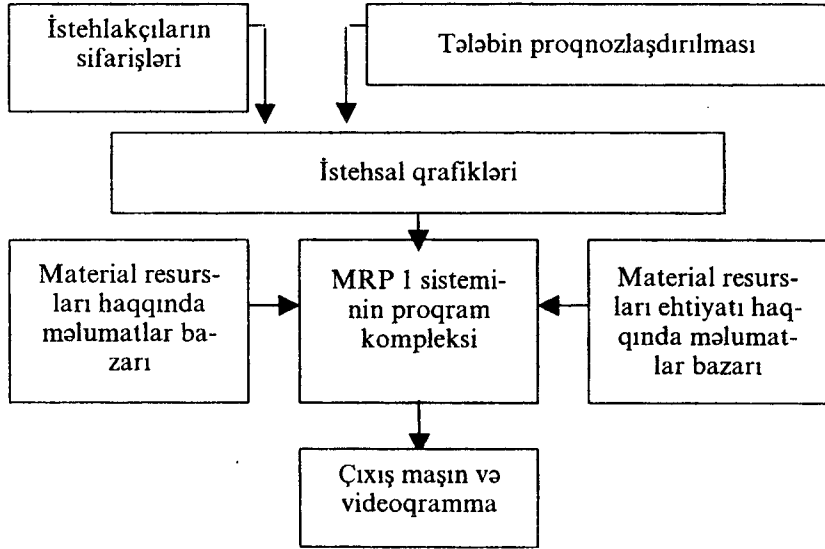 İstehlakçıların
sifarişləri
Tələbin proqnozlaşdırılması
İstehsal qrafikləri
Material resurs-
ları haqqında
məlumatlar ba-
zarı
MRP 1 sistemi-
nin proqram
kompleksi
Material resurs-
ları ehtiyatı haq-
qında məlumat-
lar bazarı
Çıxış maşın və
videoqramma